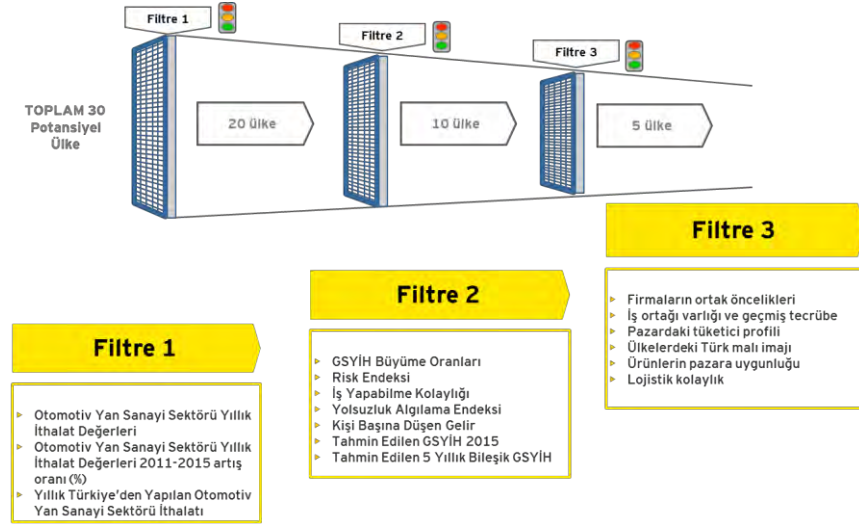 Filtre 1
Filtre 2
Filtre 3
TOPLAM 30
Potansiyel
Ülke
20 ülke
10 ülke
5 ülke
Filtre 3
Firmaların ortak öncelikleri
İş ortağı varlığı ve geçmiş tecrübe
Pazardaki tüketici profili
Ülkelerdeki Türk malı imajı
Ürünlerin pazara uygunluğu
Lojistik kolaylık
Filtre 2
GSYİH Büyüme Oranları
Risk Endeksi
İş Yapabilme Kolaylığı
Yolsuzluk Algılama Endeksi
Kişi Başına Düşen Gelir
Tahmin Edilen GSYİH 2015
Tahmin Edilen 5 Yıllık Bileşik GSYİH
Filtre 1
Otomotiv Yan Sanayi Sektörü Yıllık
İthalat Değerleri
Otomotiv Yan Sanayi Sektörü Yıllık
İthalat Değerleri 2011-2015 artış
oranı (%)
Yıllık Türkiye'den Yapılan Otomotiv
Yan Sanayi Sektörü İthalatı